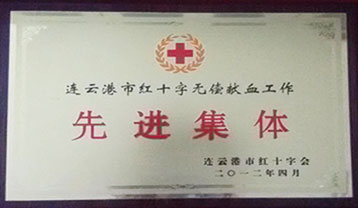 连云港市红十字无偿献血工作
先进集体
连云港市红十字会
二〇一二年四月